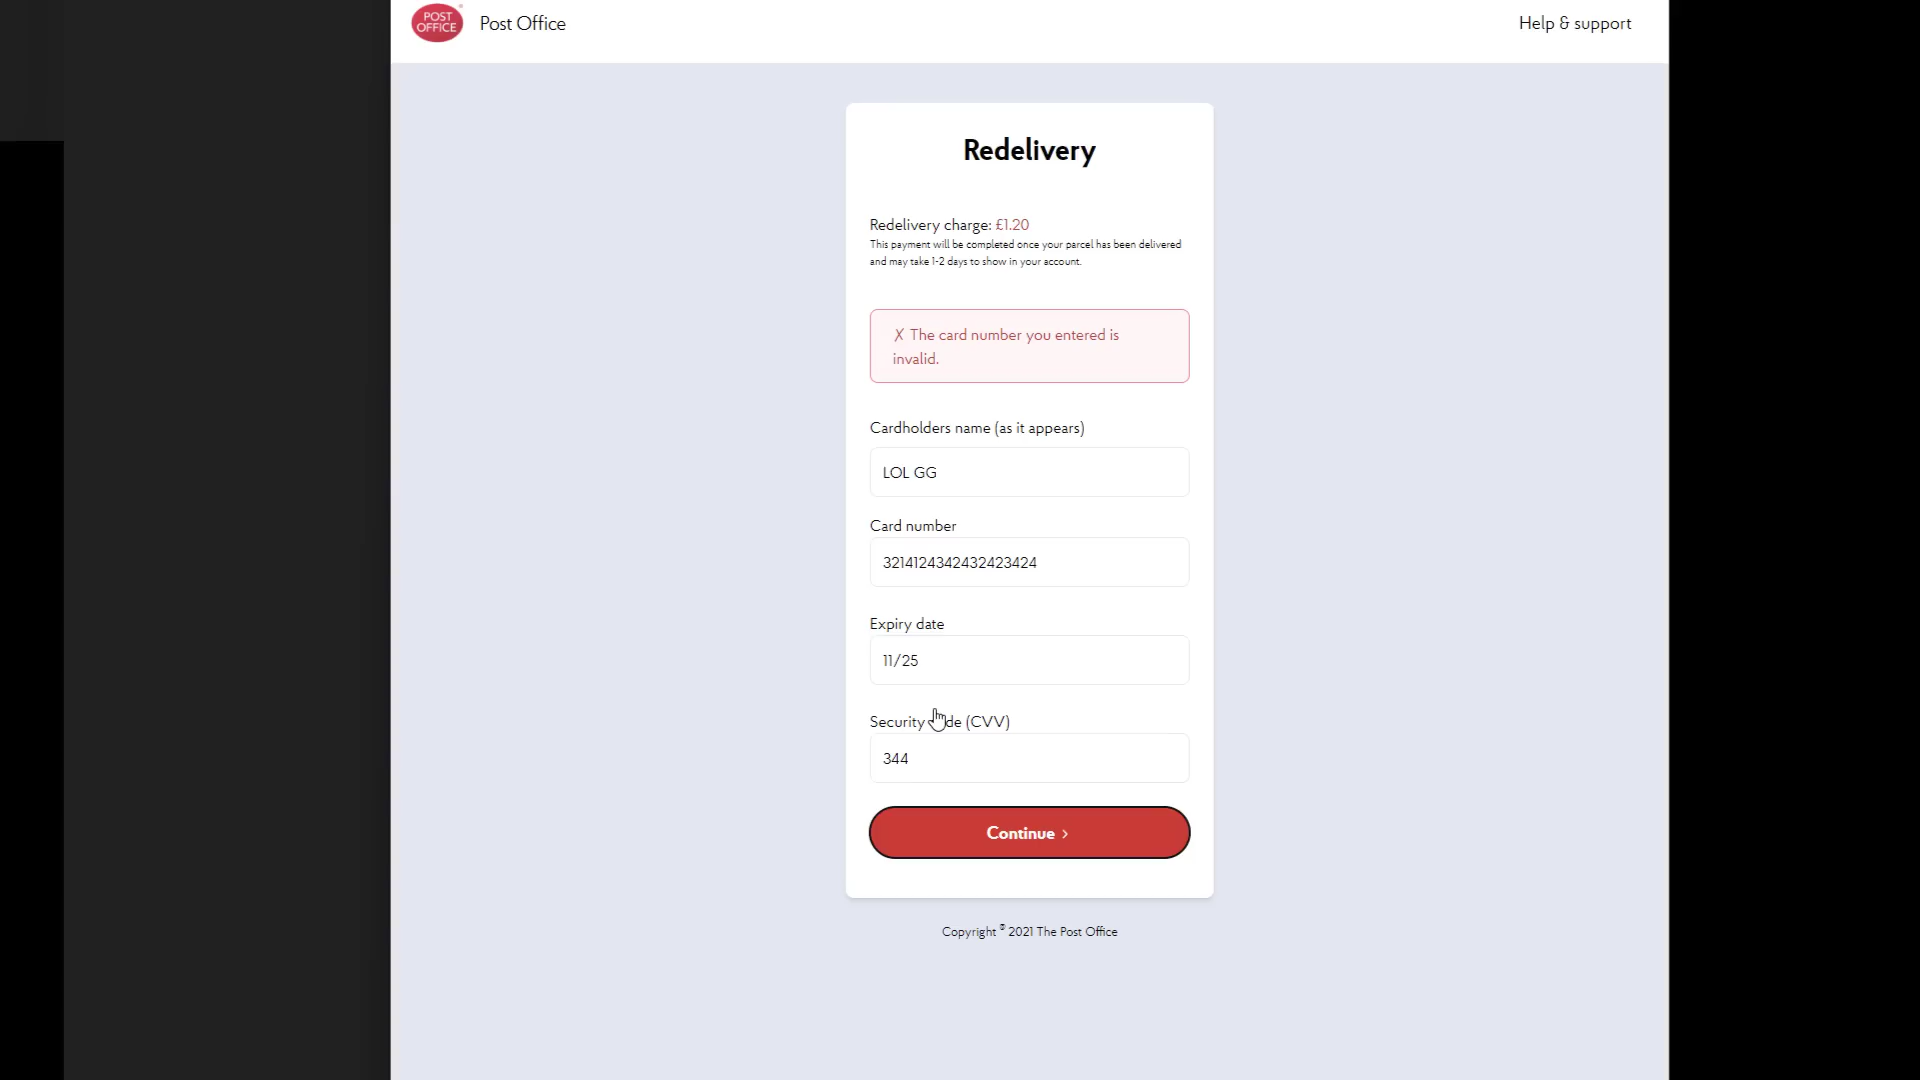 POST
OFFICE
Post Office
Help & support
Redelivery
Redelivery charge: £1.20
This payment will be completed once your parcel has been delivered
and may take 1-2 days to show in your account.
✗ The card number you entered is
invalid.
Cardholders name (as it appears)
LOL GG
Card number
3214124342432423424
Expiry date
11/25
Security de (CVV)
344
Continue ›
Copyright © 2021 The Post Office